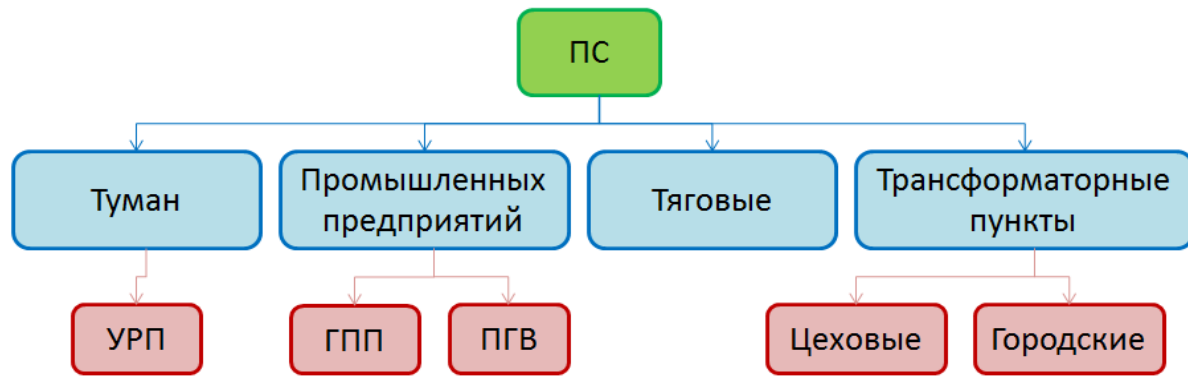 ПС
Туман
Промышленных
предприятий
Тяговые
Трансформаторные
пункты
УРП
ГПП
ПГВ
Цеховые
Городские